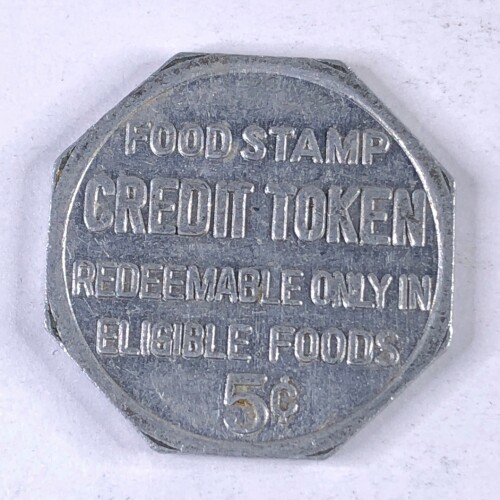 FOOD STAMP
CREDIT TOKEN
REDEEMABLE ONLY IN
ELIGIBLE FOODS
5¢